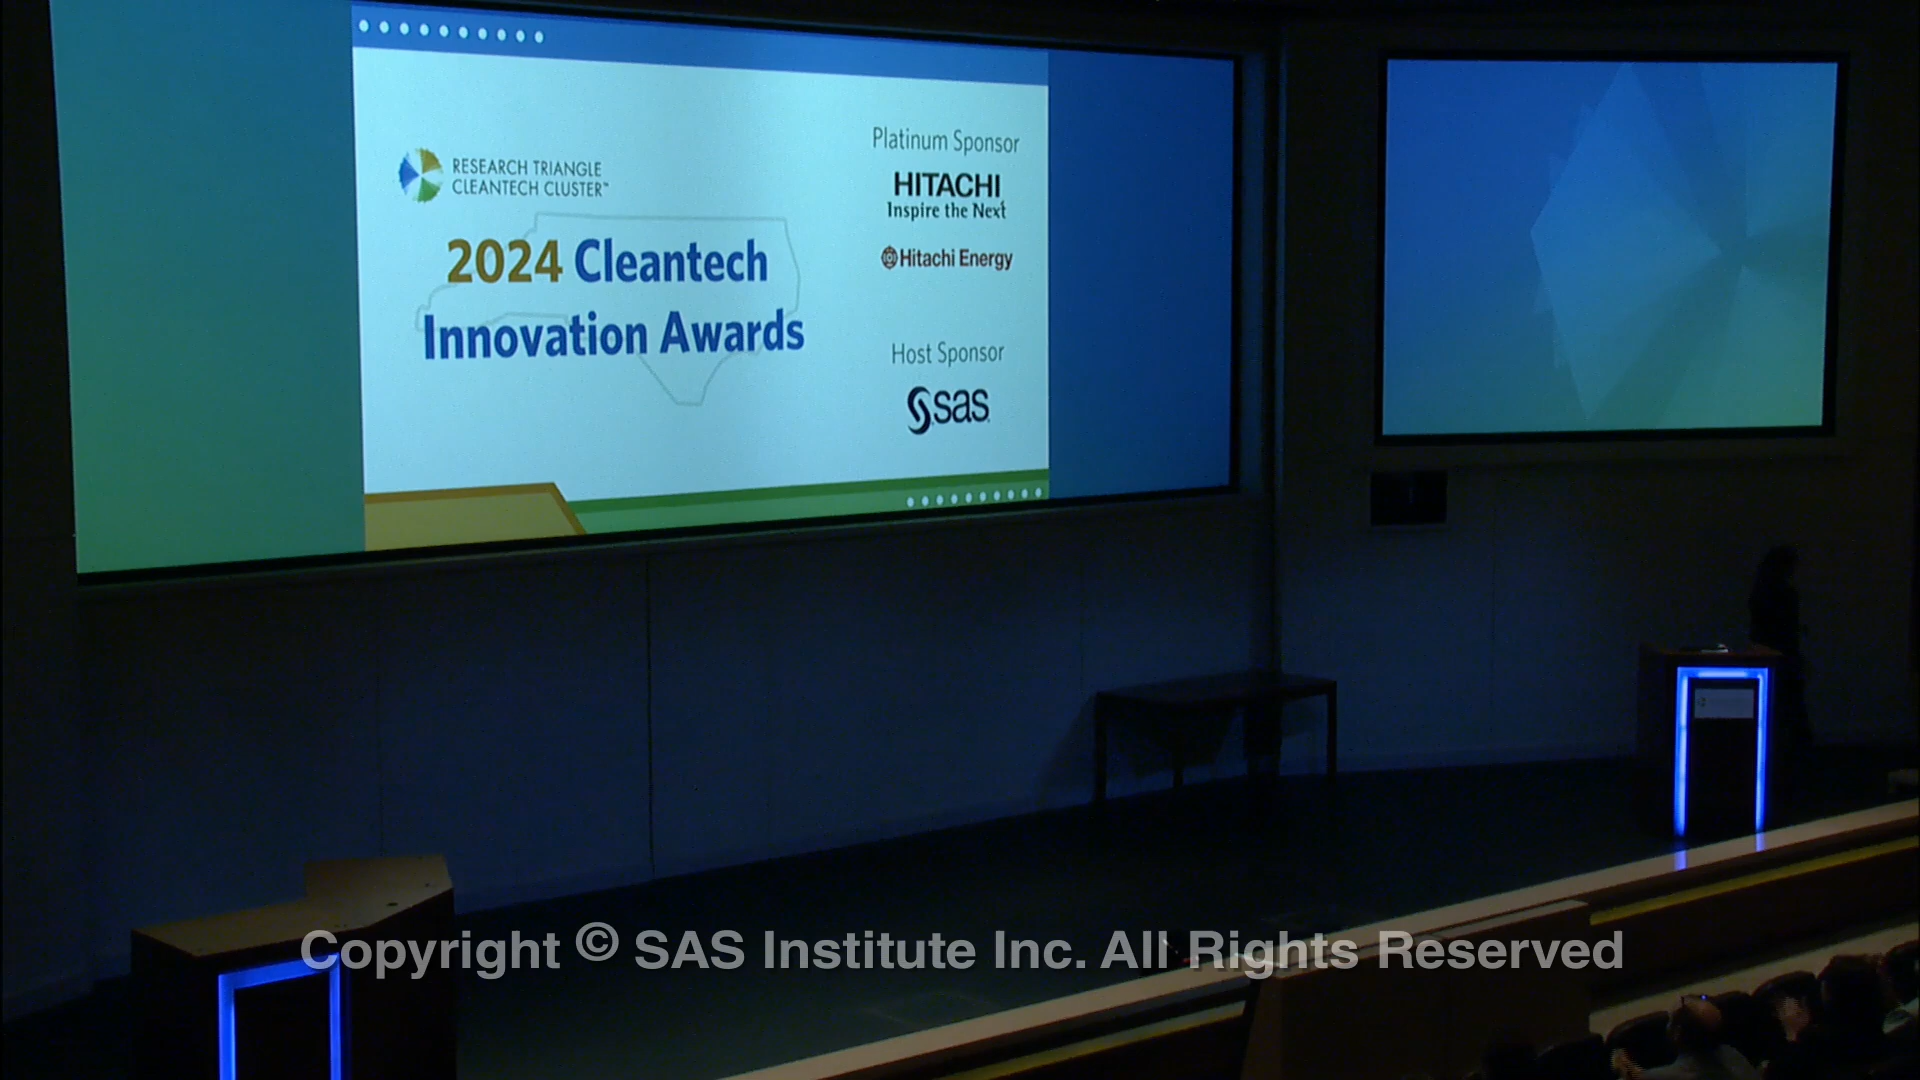 RESEARCH TRIANGLE
CLEANTECH CLUSTER™
2024 Cleantech
Innovation Awards
Platinum Sponsor
HITACHI
Inspire the Next
Hitachi Energy
Host Sponsor
sas
Copyright © SAS Institute Inc. All Rights Reserved